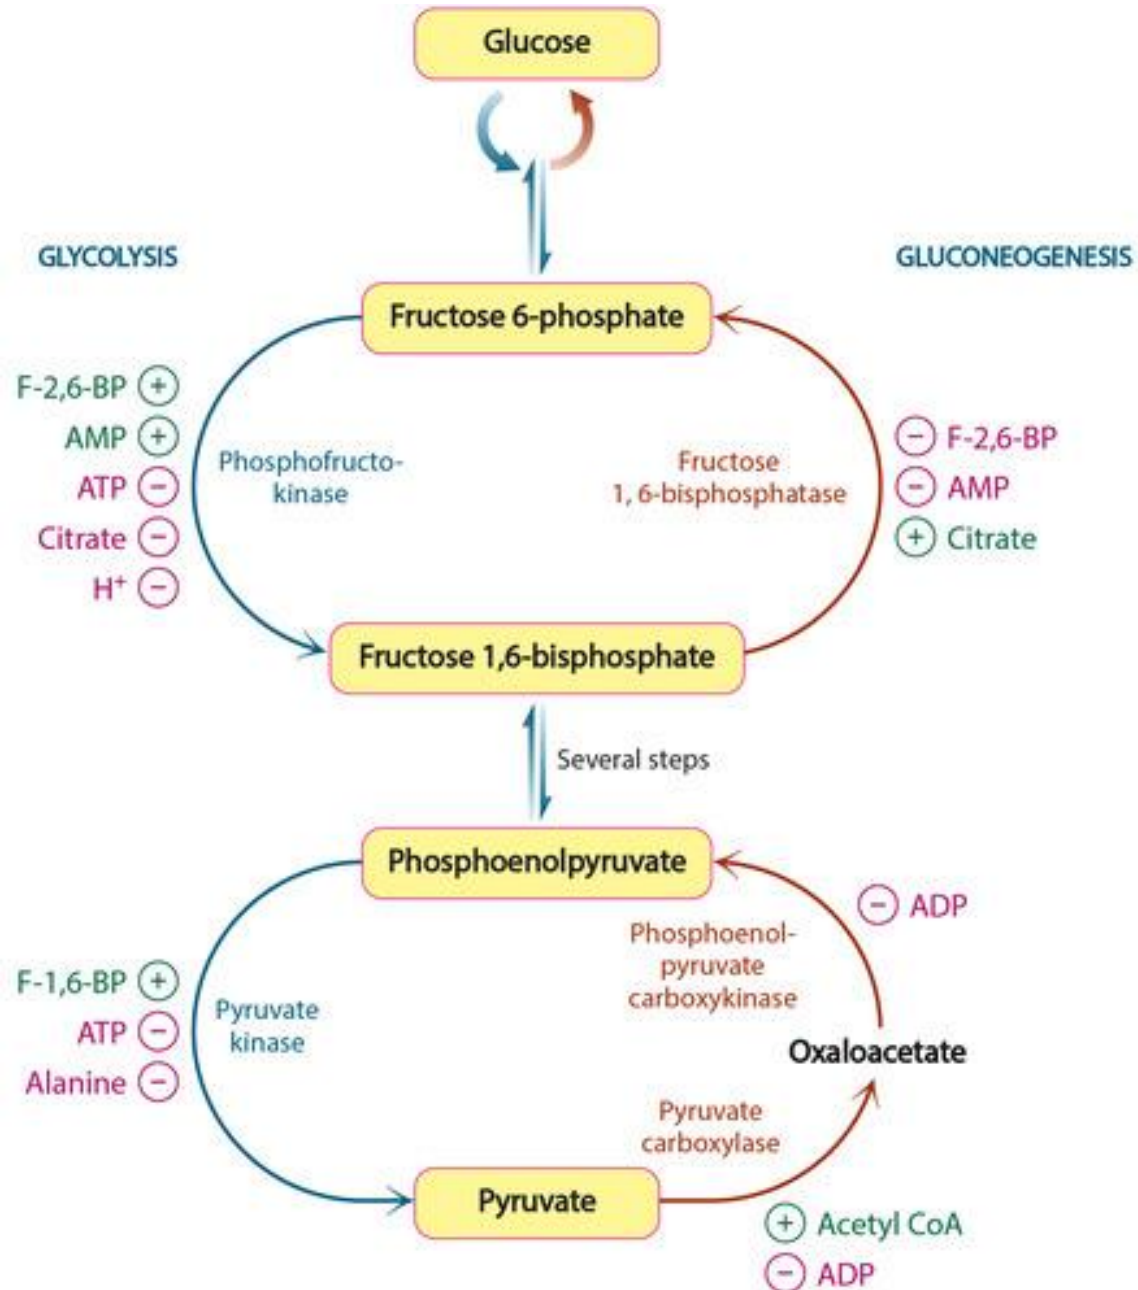 Glucose
GLYCOLYSIS
GLUCONEOGENESIS
Fructose 6-phosphate
F-2,6-BP +
AMP +
ATP −
Citrate −
H⁺ −
Phosphofructo-
kinase
Fructose
1, 6-bisphosphatase
− F-2,6-BP
− AMP
+ Citrate
Fructose 1,6-bisphosphate
Several steps
Phosphoenolpyruvate
− ADP
Phosphoenol-
pyruvate
carboxykinase
F-1,6-BP +
ATP −
Alanine −
Pyruvate
kinase
Oxaloacetate
Pyruvate
carboxylase
Pyruvate
+ Acetyl CoA
− ADP